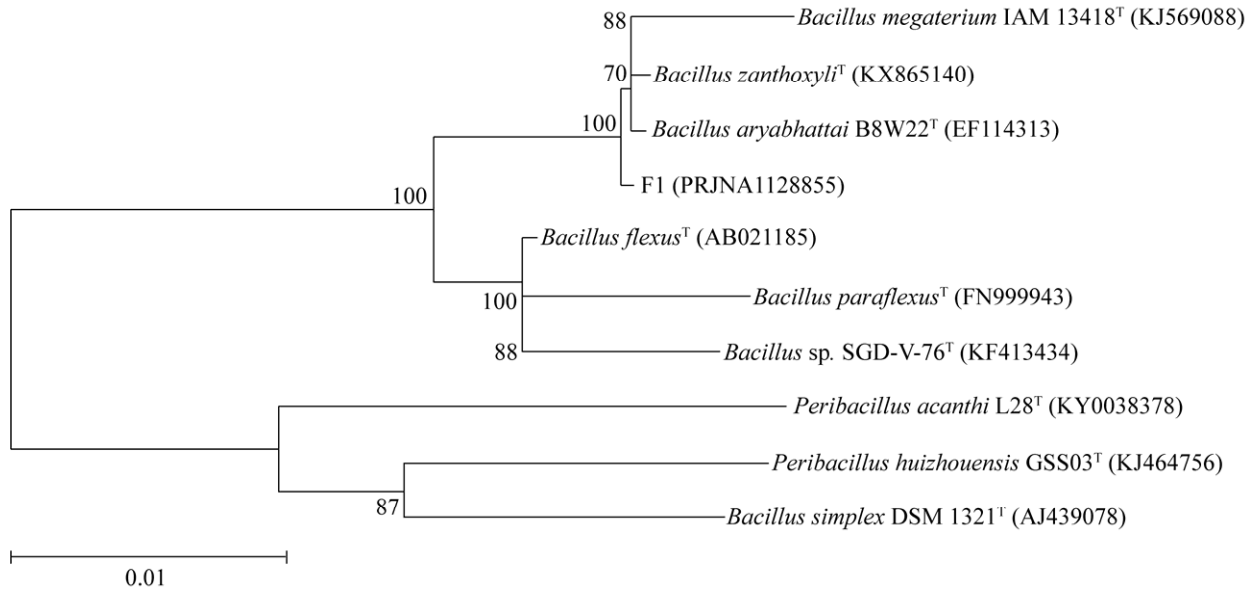 88
Bacillus megaterium IAM 13418ᵀ (KJ569088)
70
Bacillus zanthoxyliᵀ (KX865140)
100
Bacillus aryabhattai B8W22ᵀ (EF114313)
F1 (PRJNA1128855)
100
Bacillus flexusᵀ (AB021185)
100
Bacillus paraflexusᵀ (FN999943)
88
Bacillus sp. SGD-V-76ᵀ (KF413434)
Peribacillus acanthi L28ᵀ (KY0038378)
Peribacillus huizhouensis GSS03ᵀ (KJ464756)
87
Bacillus simplex DSM 1321ᵀ (AJ439078)
0.01